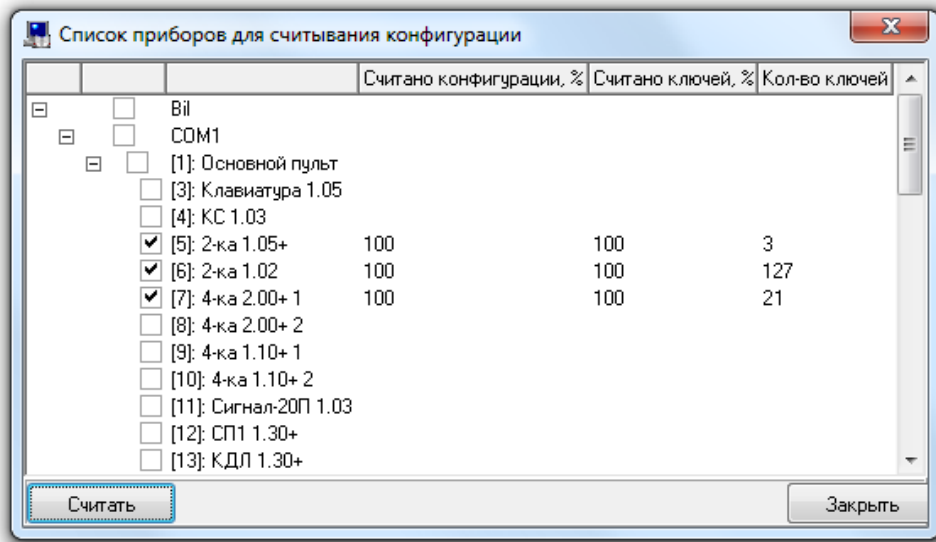 Список приборов для считывания конфигурации
Считано конфигурации, % Считано ключей, % Кол-во ключей
Bil
COM1
[1]: Основной пульт
[3]: Клавиатура 1.05
[4]: КС 1.03
[5]: 2-ка 1.05+ 100 100 3
[6]: 2-ка 1.02 100 100 127
[7]: 4-ка 2.00+ 1 100 100 21
[8]: 4-ка 2.00+ 2
[9]: 4-ка 1.10+ 1
[10]: 4-ка 1.10+ 2
[11]: Сигнал-20П 1.03
[12]: СП1 1.30+
[13]: КДЛ 1.30+
Считать Закрыть